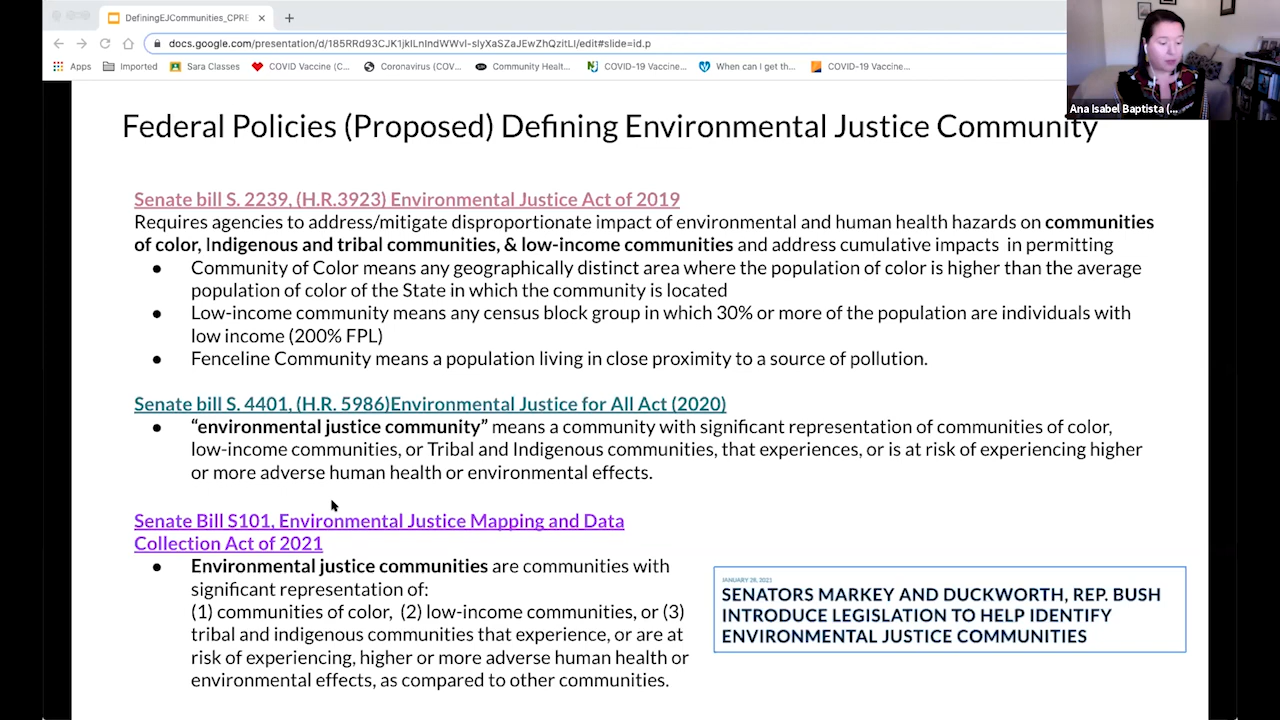 DefiningEJCommunities_CPRE
docs.google.com/presentation/d/185RRd93CJK1jkILnIndWWvI-slyXaSZaJEwZhQzitLI/edit#slide=id.p
Apps Imported Sara Classes COVID Vaccine (C... Coronavirus (COV... Community Healt... COVID-19 Vaccine... When can I get th... COVID-19 Vaccine...
Ana Isabel Baptista (...
Federal Policies (Proposed) Defining Environmental Justice Community
Senate bill S. 2239, (H.R.3923) Environmental Justice Act of 2019
Requires agencies to address/mitigate disproportionate impact of environmental and human health hazards on communities
of color, Indigenous and tribal communities, & low-income communities and address cumulative impacts in permitting
● Community of Color means any geographically distinct area where the population of color is higher than the average
population of color of the State in which the community is located
● Low-income community means any census block group in which 30% or more of the population are individuals with
low income (200% FPL)
● Fenceline Community means a population living in close proximity to a source of pollution.
Senate bill S. 4401, (H.R. 5986)Environmental Justice for All Act (2020)
● “environmental justice community” means a community with significant representation of communities of color,
low-income communities, or Tribal and Indigenous communities, that experiences, or is at risk of experiencing higher
or more adverse human health or environmental effects.
Senate Bill S101, Environmental Justice Mapping and Data
Collection Act of 2021
● Environmental justice communities are communities with
significant representation of:
(1) communities of color, (2) low-income communities, or (3)
tribal and indigenous communities that experience, or are at
risk of experiencing, higher or more adverse human health or
environmental effects, as compared to other communities.
JANUARY 28, 2021
SENATORS MARKEY AND DUCKWORTH, REP. BUSH
INTRODUCE LEGISLATION TO HELP IDENTIFY
ENVIRONMENTAL JUSTICE COMMUNITIES